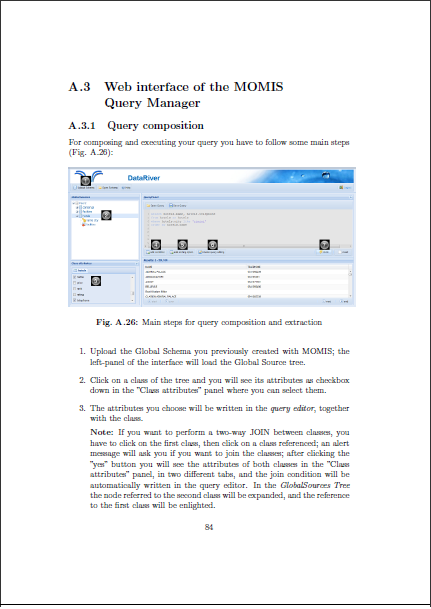 A.3 Web interface of the MOMIS
Query Manager
A.3.1 Query composition
For composing and executing your query you have to follow some main steps
(Fig. A.26):
DataRiver
Fig. A.26: Main steps for query composition and extraction
1. Upload the Global Schema you previously created with MOMIS; the
left-panel of the interface will load the Global Source tree.
2. Click on a class of the tree and you will see its attributes as checkbox
down in the "Class attributes" panel where you can select them.
3. The attributes you choose will be written in the query editor, together
with the class.
Note: If you want to perform a two-way JOIN between classes, you
have to click on the first class, then click on a class referenced; an alert
message will ask you if you want to join the classes; after clicking the
"yes" button you will see the attributes of both classes in the "Class
attributes" panel, in two different tabs, and the join condition will be
automatically written in the query editor. In the GlobalSources Tree
the node referred to the second class will be expanded, and the reference
to the first class will be enlighted.
84